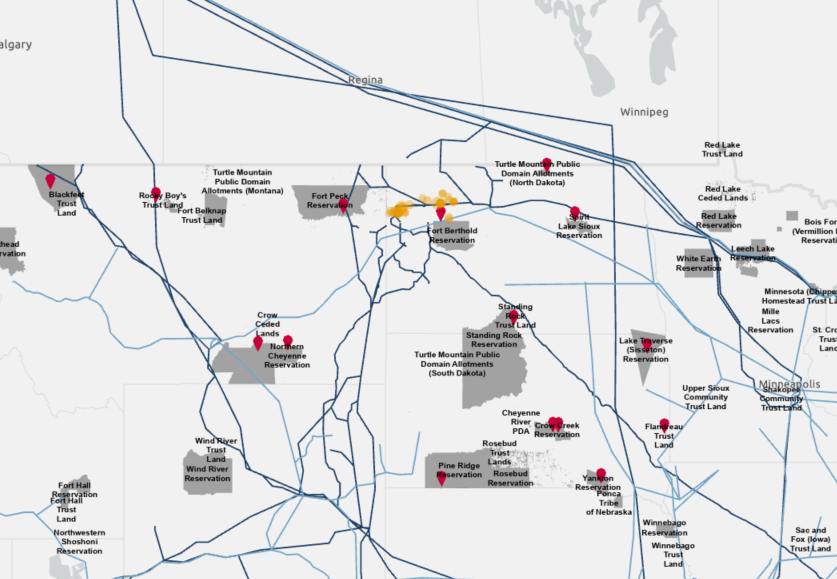 algary
Regina
Winnipeg
Red Lake
Trust Land
Turtle Mountain Public
Domain Allotments
(North Dakota)
Turtle Mountain
Public Domain
Allotments (Montana)
Blackfeet
Trust
Land
Rocky Boy's
Trust Land
Fort Belknap
Trust Land
Fort Peck
Reservation
Red Lake
Ceded Lands
Red Lake
Reservation
Bois For
(Vermillion
Reservati
Spirit
Lake Sioux
Reservation
Fort Berthold
Reservation
thead
rvation
White Earth
Reservation
Leech Lake
Reservation
Minnesota (Chippe
Homestead Trust La
Mille
Lacs
Reservation
St. Cro
Trus
Lanc
Standing
Rock
Trust Land
Standing Rock
Reservation
Crow
Ceded
Lands
Northern
Cheyenne
Reservation
Lake Traverse
(Sisseton)
Reservation
Turtle Mountain Public
Domain Allotments
(South Dakota)
Minneapolis
Upper Sioux
Community
Trust Land
Shakopee
Community
Trust Land
Cheyenne
River
PDA
Crow Creek
Reservation
Flandreau
Trust
Land
Wind River
Trust
Land
Wind River
Reservation
Rosebud
Trust
Lands
Rosebud
Reservation
Pine Ridge
Reservation
Yankton
Reservation
Ponca
Tribe
of Nebraska
Fort Hall
Reservation
Fort Hall
Trust
Land
Northwestern
Shoshoni
Reservation
Winnebago
Reservation
Winnebago
Trust
Land
Sac and
Fox (Iowa)
Trust Land